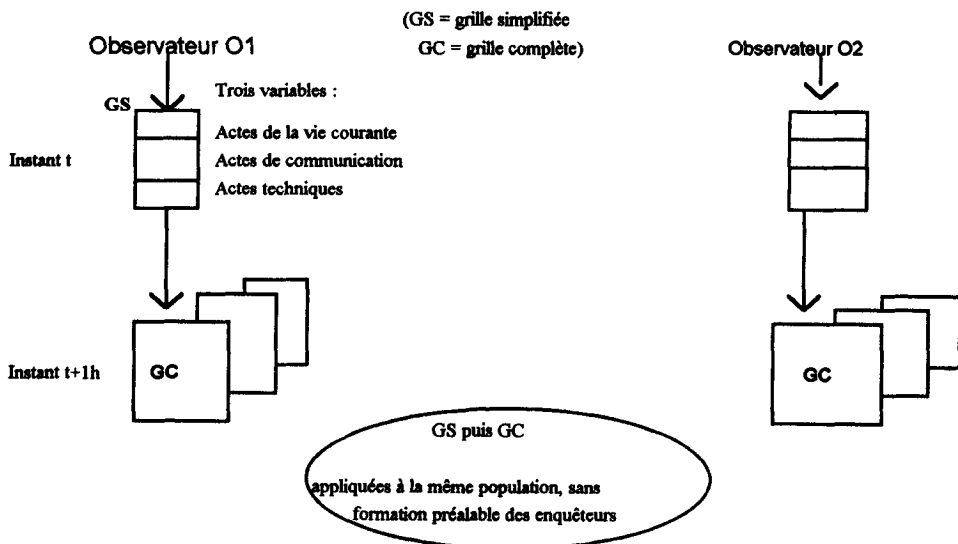 (GS = grille simplifiée
GC = grille complète)
Observateur O1
Observateur O2
GS
Trois variables :
Actes de la vie courante
Instant t
Actes de communication
Actes techniques
Instant t+1h
GC
GC
GS puis GC
appliquées à la même population, sans
formation préalable des enquêteurs